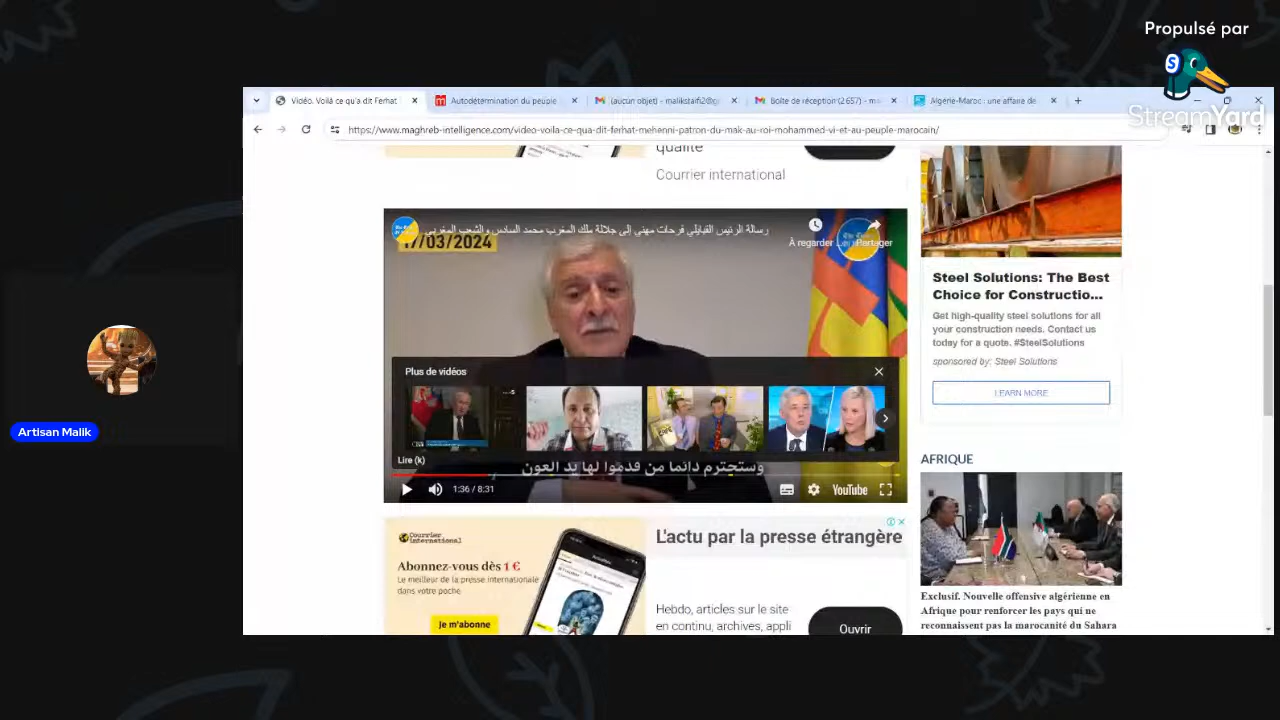 Propulsé par
StreamYard
Vidéo. Voilà ce qu'a dit Ferhat
Autodétermination du peuple
(aucun objet) - malikstaifi2@g
Boîte de réception (2 657) - m
Algérie-Maroc : une affaire de
https://www.maghreb-intelligence.com/video-voila-ce-qua-dit-ferhat-mehenni-patron-du-mak-au-roi-mohammed-vi-et-au-peuple-marocain/
qualité
Courrier international
رسالة الرئيس القبايلي فرحات مهني إلى جلالة ملك المغرب محمد السادس و الشعب المغربي
17/03/2024
À regarder
Partager
Plus de vidéos
Lire (k)
وستحترم دائما من قدموا لها يد العون
1:36 / 8:31
YouTube
Steel Solutions: The Best
Choice for Constructio...
Get high-quality steel solutions for all
your construction needs. Contact us
today for a quote. #SteelSolutions
sponsored by: Steel Solutions
LEARN MORE
AFRIQUE
Exclusif. Nouvelle offensive algérienne en
Afrique pour renforcer les pays qui ne
reconnaissent pas la marocanité du Sahara
Courrier
international
Abonnez-vous dès 1 €
Le meilleur de la presse internationale
dans votre poche
Je m'abonne
L'actu par la presse étrangère
Hebdo, articles sur le site
en continu, archives, appli
Ouvrir
Artisan Malik